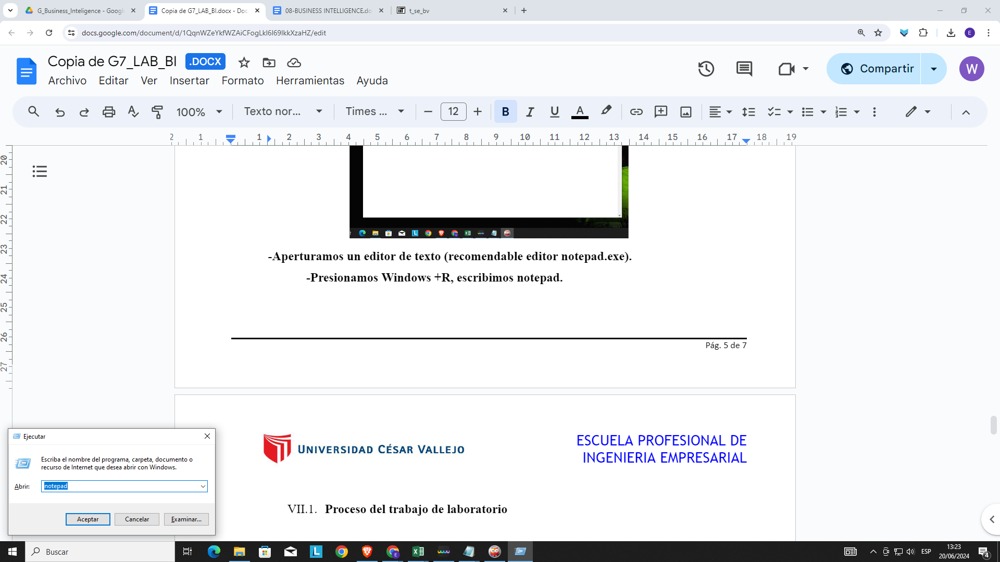 G_Business_Inteligence - Google
Copia de G7_LAB_BI.docx - Doc
08-BUSINESS INTELLIGENCE.do
t_se_bv
docs.google.com/document/d/1QqnWZeYkfWZAiCFogLkl6l69lkkXzaHZ/edit
E
Copia de G7_LAB_BI .DOCX
Compartir
W
Archivo Editar Ver Insertar Formato Herramientas Ayuda
100% Texto nor... Times ... 12 B I U A
2 1 1 2 3 4 5 6 7 8 9 10 11 12 13 14 15 16 17 18 19
20
21
22
23
24
25
26
27
-Aperturamos un editor de texto (recomendable editor notepad.exe).
-Presionamos Windows +R, escribimos notepad.
Pág. 5 de 7
UNIVERSIDAD CÉSAR VALLEJO
ESCUELA PROFESIONAL DE
INGENIERIA EMPRESARIAL
VII.1. Proceso del trabajo de laboratorio
Ejecutar
Escriba el nombre del programa, carpeta, documento o
recurso de Internet que desea abrir con Windows.
Abrir: notepad
Aceptar Cancelar Examinar...
Buscar
ESP
13:23
20/06/2024
4